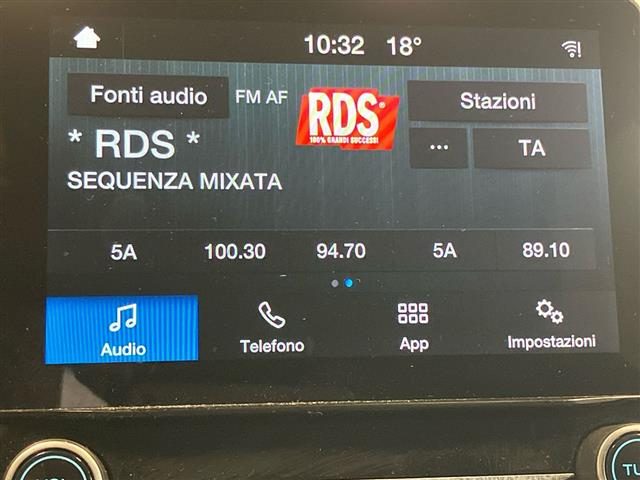 10:32 18°
Fonti audio FM AF RDS® Stazioni
100% GRANDI SUCCESSI
* RDS * ... TA
SEQUENZA MIXATA
5A 100.30 94.70 5A 89.10
Audio Telefono App Impostazioni
TU